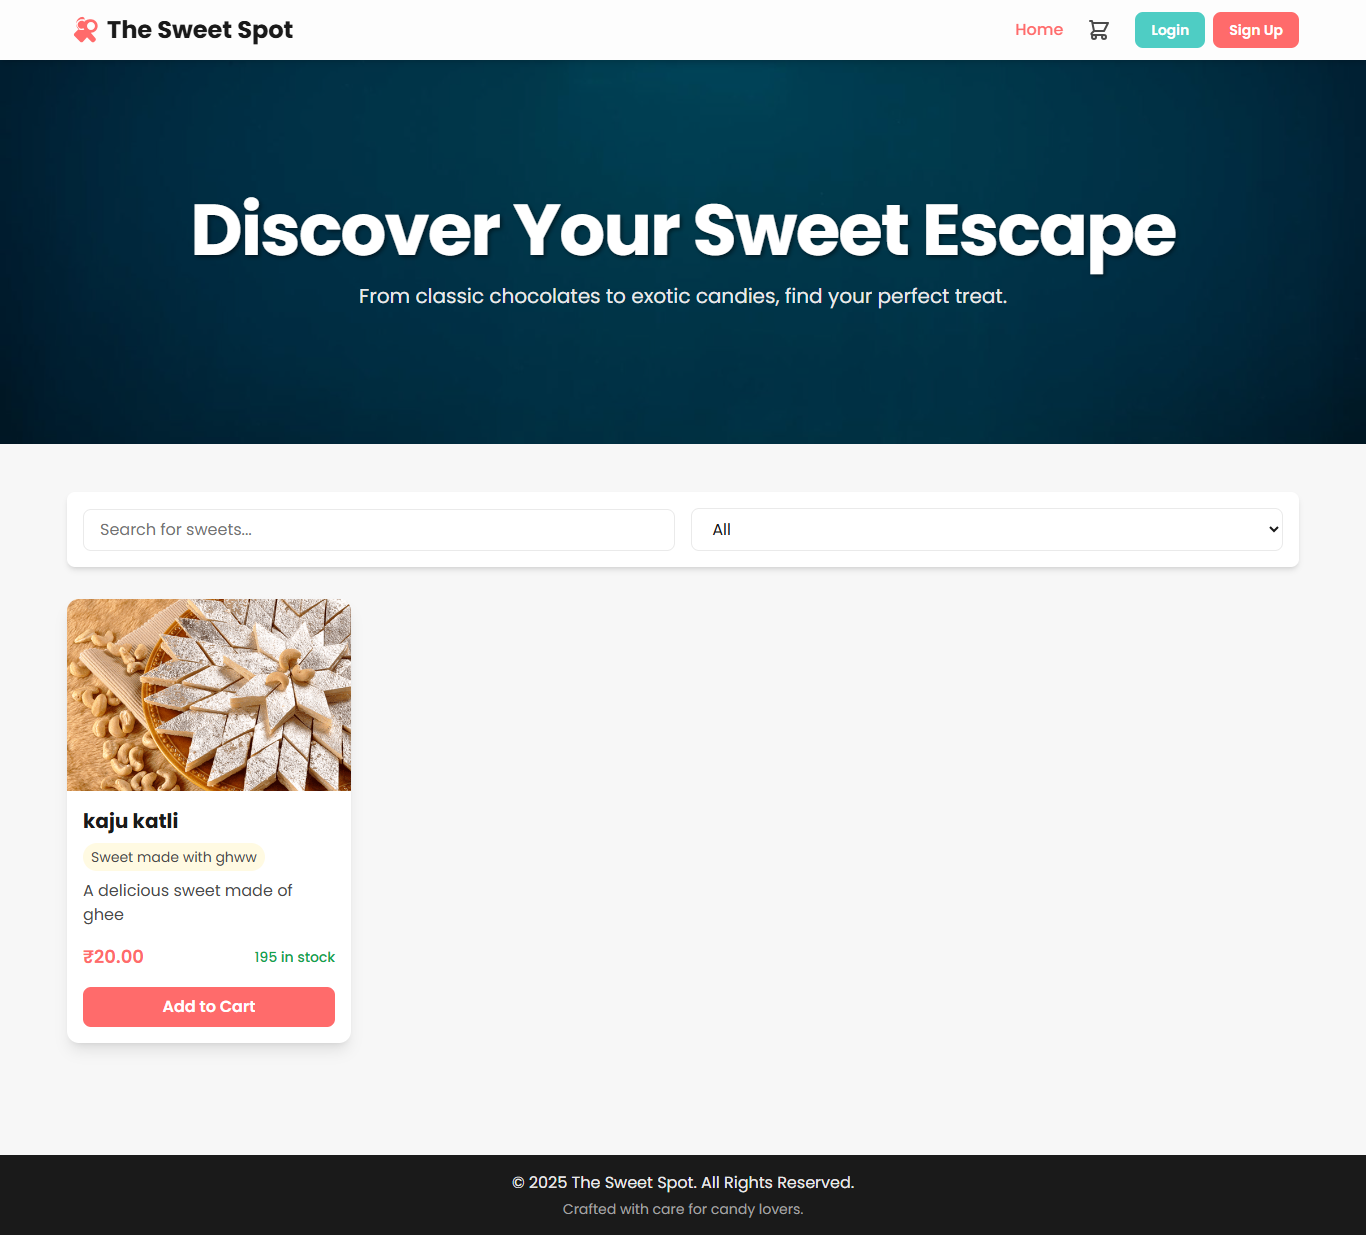 The Sweet Spot
Home
Login
Sign Up
Discover Your Sweet Escape
From classic chocolates to exotic candies, find your perfect treat.
Search for sweets...
All
kaju katli
Sweet made with ghww
A delicious sweet made of
ghee
₹20.00
195 in stock
Add to Cart
© 2025 The Sweet Spot. All Rights Reserved.
Crafted with care for candy lovers.